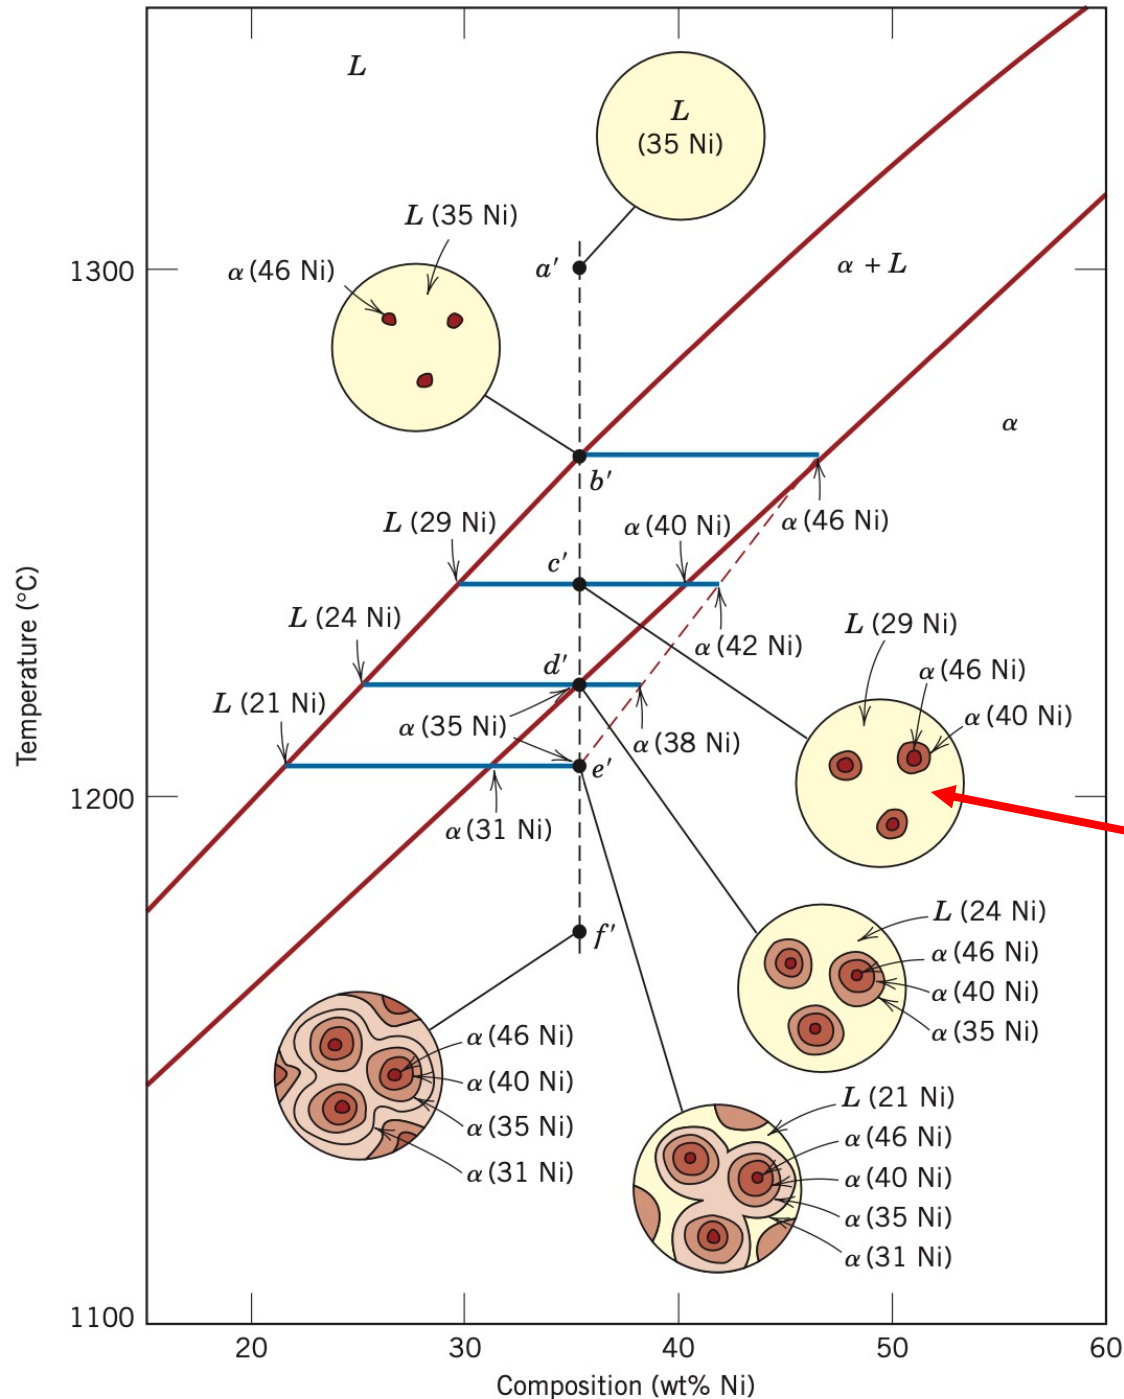 L
L
(35 Ni)
L (35 Ni)
α (46 Ni)
1300
a′
α + L
α
b′
α (46 Ni)
L (29 Ni)
α (40 Ni)
c′
α (42 Ni)
L (24 Ni)
d′
L (21 Ni)
α (35 Ni)
α (38 Ni)
e′
α (31 Ni)
L (29 Ni)
α (46 Ni)
α (40 Ni)
Temperature (°C)
1200
L (24 Ni)
α (46 Ni)
α (40 Ni)
α (35 Ni)
f′
α (46 Ni)
α (40 Ni)
α (35 Ni)
α (31 Ni)
L (21 Ni)
α (46 Ni)
α (40 Ni)
α (35 Ni)
α (31 Ni)
1100
20
30
40
50
60
Composition (wt% Ni)